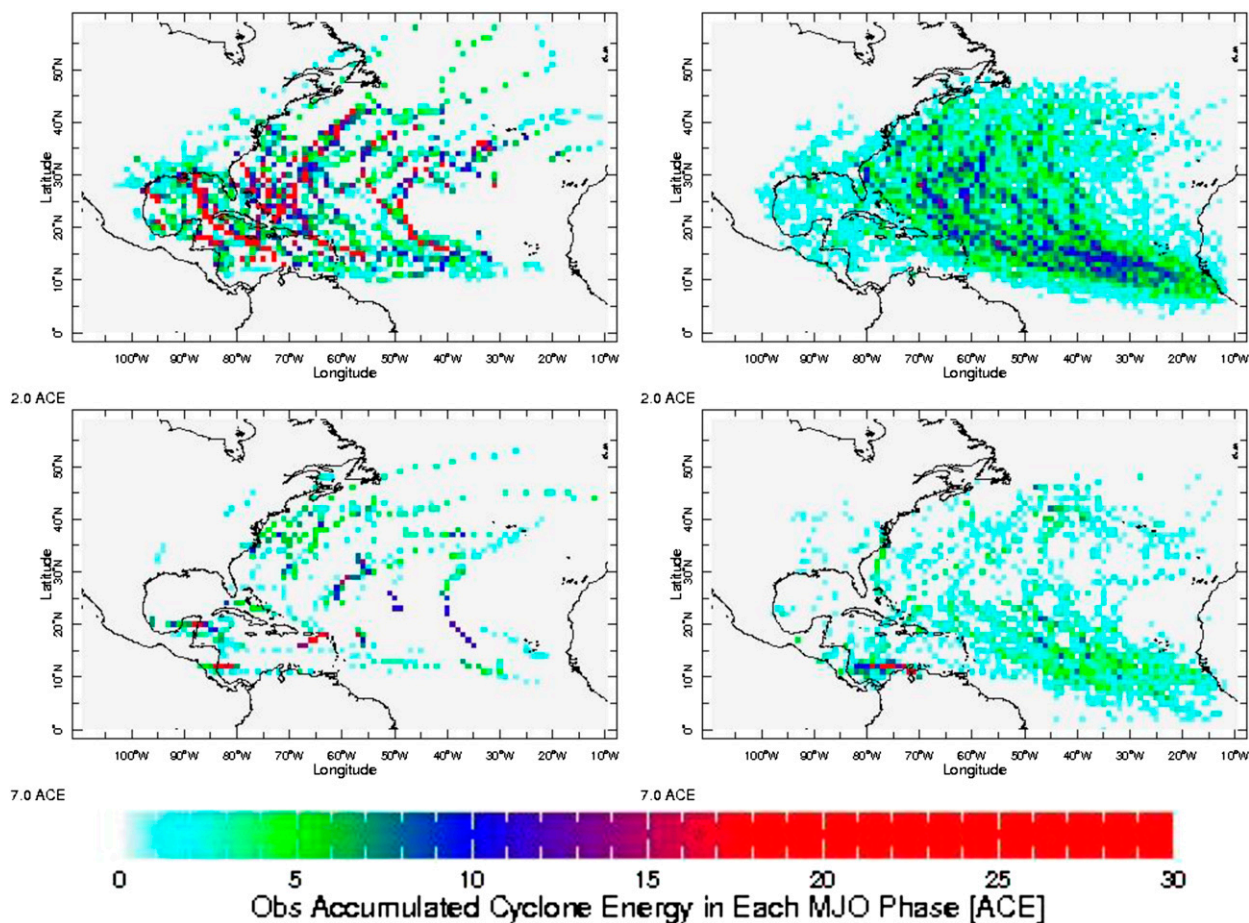 50°N
50°N
40°N
40°N
Latitude
30°N
Latitude
30°N
20°N
20°N
10°N
10°N
0°
0°
100°W 90°W 80°W 70°W 60°W 50°W 40°W 30°W 20°W 10°W
100°W 90°W 80°W 70°W 60°W 50°W 40°W 30°W 20°W 10°W
Longitude
Longitude
2.0 ACE
2.0 ACE
50°N
50°N
40°N
40°N
Latitude
30°N
Latitude
30°N
20°N
20°N
10°N
10°N
0°
0°
100°W 90°W 80°W 70°W 60°W 50°W 40°W 30°W 20°W 10°W
100°W 90°W 80°W 70°W 60°W 50°W 40°W 30°W 20°W 10°W
Longitude
Longitude
7.0 ACE
7.0 ACE
0 5 10 15 20 25 30
Obs Accumulated Cyclone Energy in Each MJO Phase [ACE]